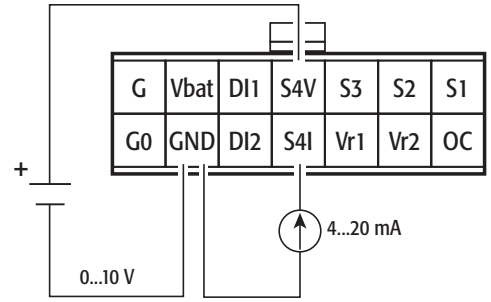 G Vbat DI1 S4V S3 S2 S1
G0 GND DI2 S4I Vr1 Vr2 OC
+
4...20 mA
0...10 V